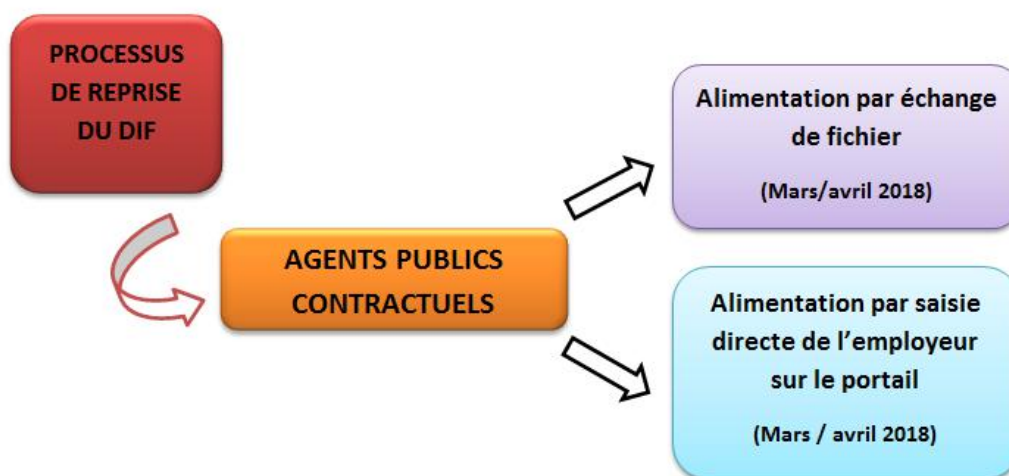 PROCESSUS
DE REPRISE
DU DIF
AGENTS PUBLICS
CONTRACTUELS
Alimentation par échange
de fichier
(Mars/avril 2018)
Alimentation par saisie
directe de l’employeur
sur le portail
(Mars / avril 2018)